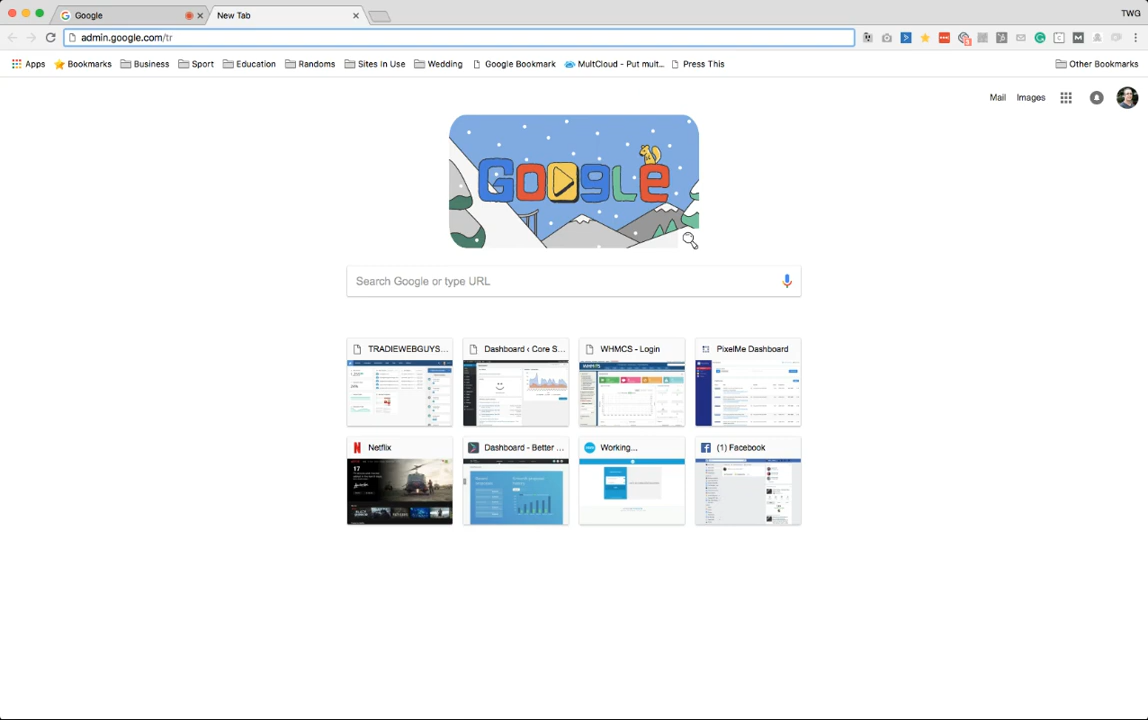 Google
New Tab
TWG
admin.google.com/tr
Apps
Bookmarks
Business
Sport
Education
Randoms
Sites In Use
Wedding
Google Bookmark
MultCloud - Put mult...
Press This
Other Bookmarks
Mail
Images
Google
Search Google or type URL
TRADIEWEBGUYS...
Dashboard ‹ Core S...
WHMCS - Login
PixelMe Dashboard
Netflix
Dashboard - Better ...
Working...
(1) Facebook
17